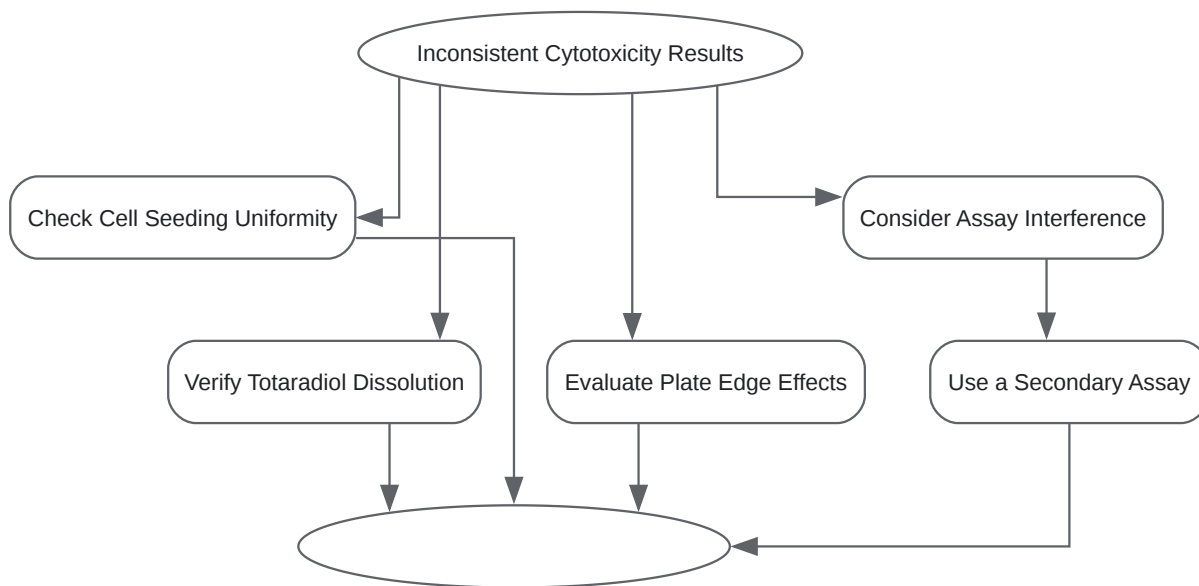 Inconsistent Cytotoxicity Results
Check Cell Seeding Uniformity
Consider Assay Interference
Verify Totaradiol Dissolution
Evaluate Plate Edge Effects
Use a Secondary Assay